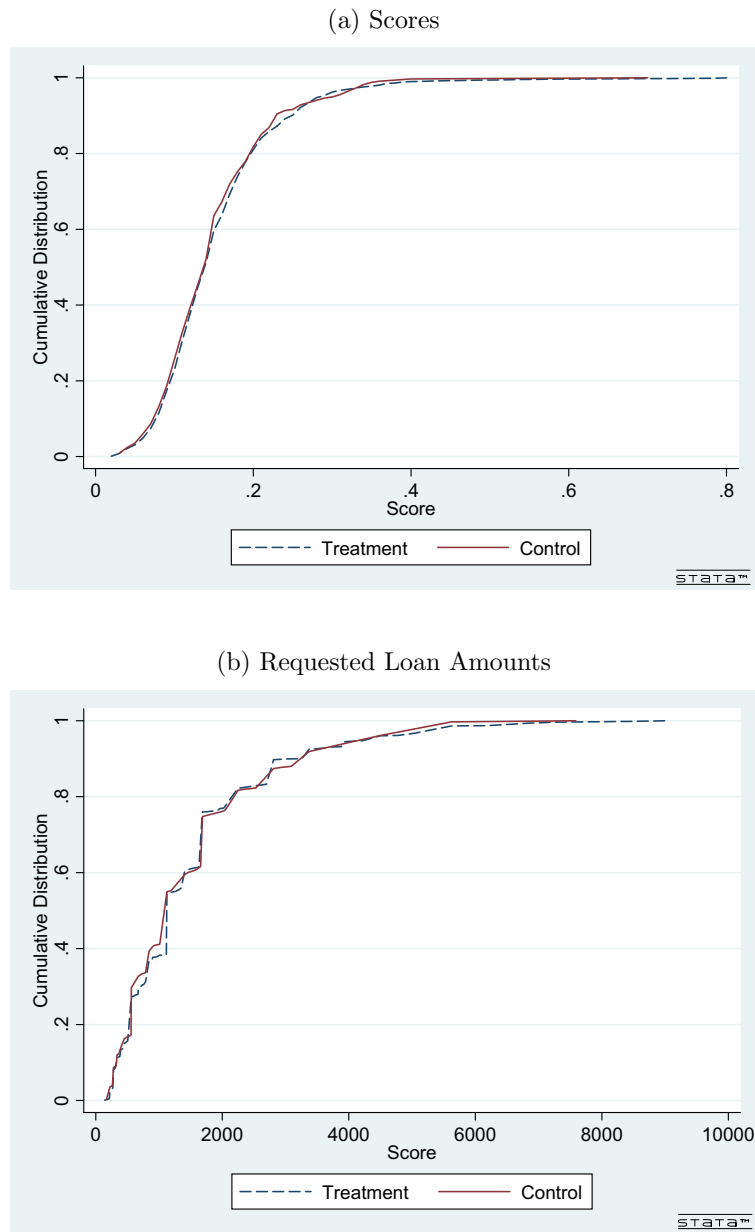 (a) Scores
Cumulative Distribution
1
.8
.6
.4
.2
0
0 .2 .4 .6 .8
Score
Treatment Control
STATA™
(b) Requested Loan Amounts
Cumulative Distribution
1
.8
.6
.4
.2
0
0 2000 4000 6000 8000 10000
Score
Treatment Control
STATA™